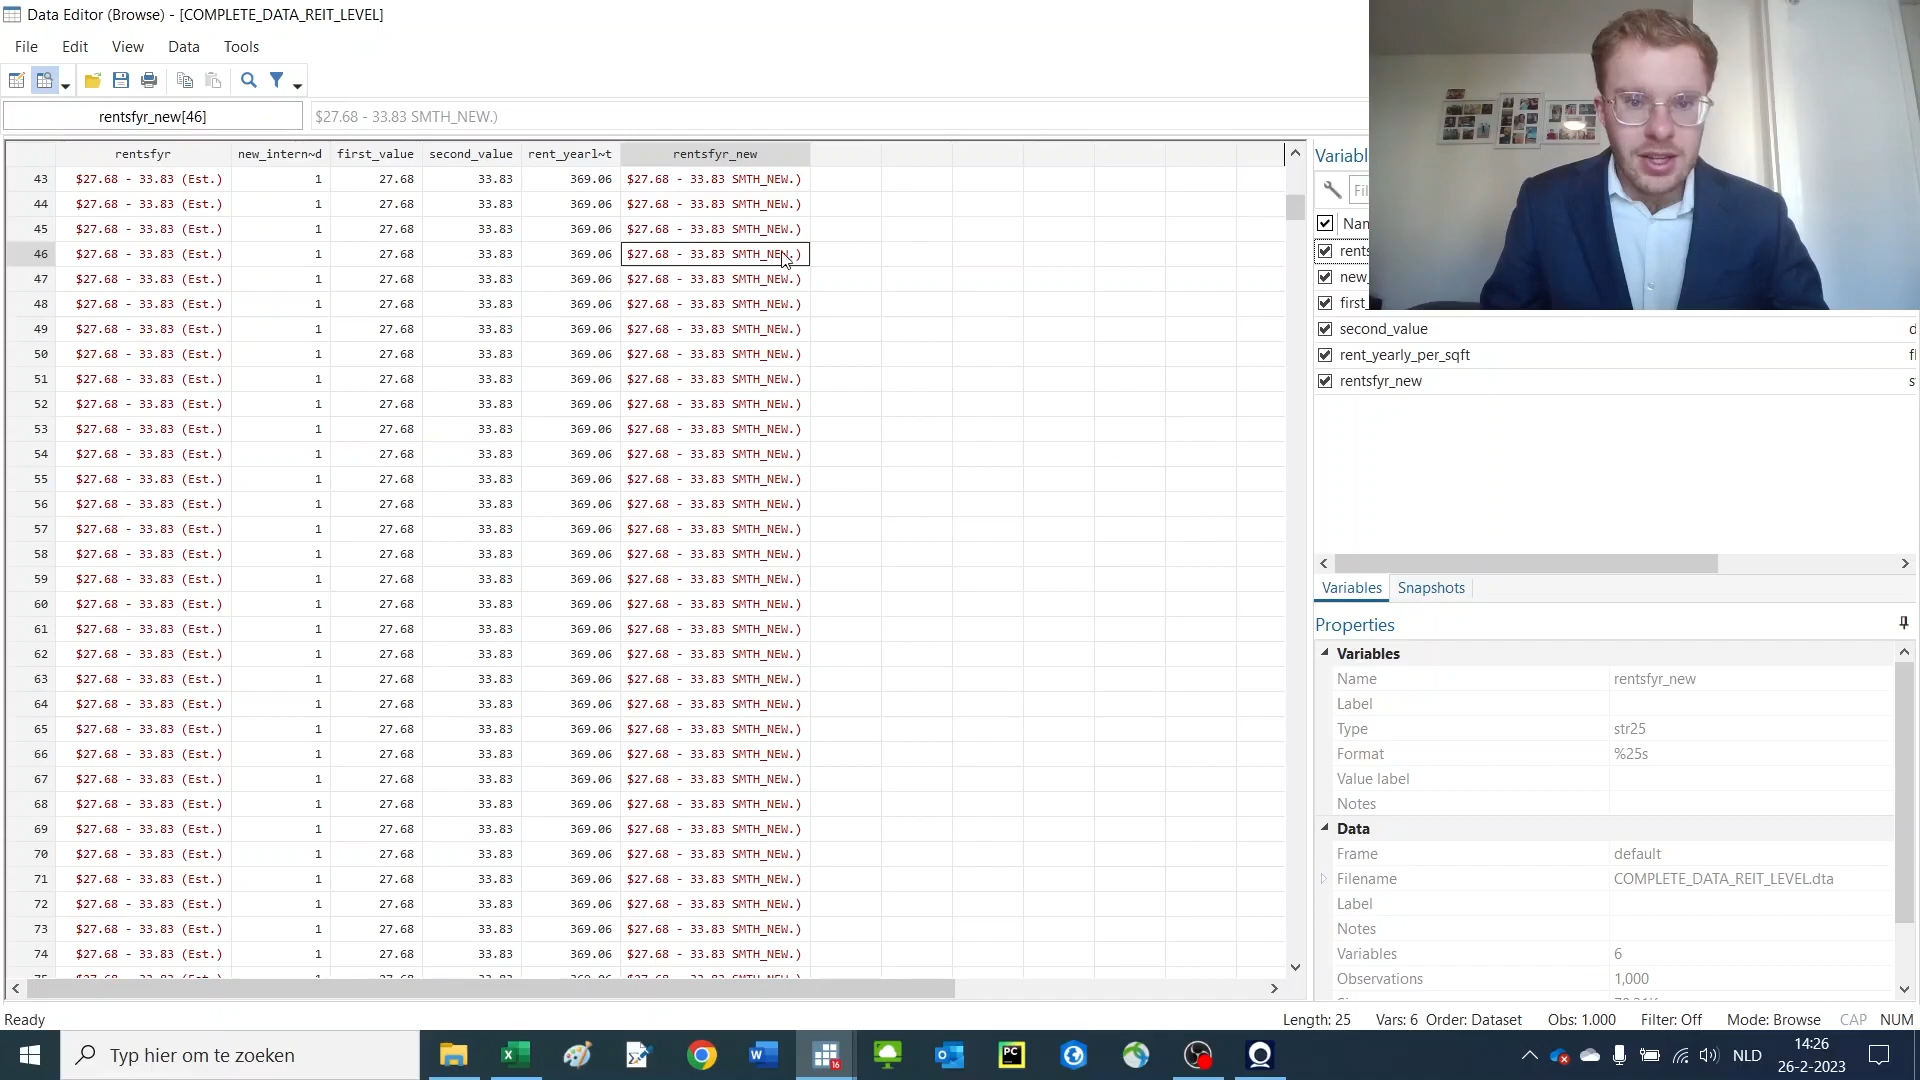 Data Editor (Browse) - [COMPLETE_DATA_REIT_LEVEL]
File Edit View Data Tools
rentsfyr_new[46] $27.68 - 33.83 SMTH_NEW.)
rentsfyr new_intern~d first_value second_value rent_yearl~t rentsfyr_new
43 $27.68 - 33.83 (Est.) 1 27.68 33.83 369.06 $27.68 - 33.83 SMTH_NEW.)
44 $27.68 - 33.83 (Est.) 1 27.68 33.83 369.06 $27.68 - 33.83 SMTH_NEW.)
45 $27.68 - 33.83 (Est.) 1 27.68 33.83 369.06 $27.68 - 33.83 SMTH_NEW.)
46 $27.68 - 33.83 (Est.) 1 27.68 33.83 369.06 $27.68 - 33.83 SMTH_NEW.)
47 $27.68 - 33.83 (Est.) 1 27.68 33.83 369.06 $27.68 - 33.83 SMTH_NEW.)
48 $27.68 - 33.83 (Est.) 1 27.68 33.83 369.06 $27.68 - 33.83 SMTH_NEW.)
49 $27.68 - 33.83 (Est.) 1 27.68 33.83 369.06 $27.68 - 33.83 SMTH_NEW.)
50 $27.68 - 33.83 (Est.) 1 27.68 33.83 369.06 $27.68 - 33.83 SMTH_NEW.)
51 $27.68 - 33.83 (Est.) 1 27.68 33.83 369.06 $27.68 - 33.83 SMTH_NEW.)
52 $27.68 - 33.83 (Est.) 1 27.68 33.83 369.06 $27.68 - 33.83 SMTH_NEW.)
53 $27.68 - 33.83 (Est.) 1 27.68 33.83 369.06 $27.68 - 33.83 SMTH_NEW.)
54 $27.68 - 33.83 (Est.) 1 27.68 33.83 369.06 $27.68 - 33.83 SMTH_NEW.)
55 $27.68 - 33.83 (Est.) 1 27.68 33.83 369.06 $27.68 - 33.83 SMTH_NEW.)
56 $27.68 - 33.83 (Est.) 1 27.68 33.83 369.06 $27.68 - 33.83 SMTH_NEW.)
57 $27.68 - 33.83 (Est.) 1 27.68 33.83 369.06 $27.68 - 33.83 SMTH_NEW.)
58 $27.68 - 33.83 (Est.) 1 27.68 33.83 369.06 $27.68 - 33.83 SMTH_NEW.)
59 $27.68 - 33.83 (Est.) 1 27.68 33.83 369.06 $27.68 - 33.83 SMTH_NEW.)
60 $27.68 - 33.83 (Est.) 1 27.68 33.83 369.06 $27.68 - 33.83 SMTH_NEW.)
61 $27.68 - 33.83 (Est.) 1 27.68 33.83 369.06 $27.68 - 33.83 SMTH_NEW.)
62 $27.68 - 33.83 (Est.) 1 27.68 33.83 369.06 $27.68 - 33.83 SMTH_NEW.)
63 $27.68 - 33.83 (Est.) 1 27.68 33.83 369.06 $27.68 - 33.83 SMTH_NEW.)
64 $27.68 - 33.83 (Est.) 1 27.68 33.83 369.06 $27.68 - 33.83 SMTH_NEW.)
65 $27.68 - 33.83 (Est.) 1 27.68 33.83 369.06 $27.68 - 33.83 SMTH_NEW.)
66 $27.68 - 33.83 (Est.) 1 27.68 33.83 369.06 $27.68 - 33.83 SMTH_NEW.)
67 $27.68 - 33.83 (Est.) 1 27.68 33.83 369.06 $27.68 - 33.83 SMTH_NEW.)
68 $27.68 - 33.83 (Est.) 1 27.68 33.83 369.06 $27.68 - 33.83 SMTH_NEW.)
69 $27.68 - 33.83 (Est.) 1 27.68 33.83 369.06 $27.68 - 33.83 SMTH_NEW.)
70 $27.68 - 33.83 (Est.) 1 27.68 33.83 369.06 $27.68 - 33.83 SMTH_NEW.)
71 $27.68 - 33.83 (Est.) 1 27.68 33.83 369.06 $27.68 - 33.83 SMTH_NEW.)
72 $27.68 - 33.83 (Est.) 1 27.68 33.83 369.06 $27.68 - 33.83 SMTH_NEW.)
73 $27.68 - 33.83 (Est.) 1 27.68 33.83 369.06 $27.68 - 33.83 SMTH_NEW.)
74 $27.68 - 33.83 (Est.) 1 27.68 33.83 369.06 $27.68 - 33.83 SMTH_NEW.)
Variabl
Fil
Nam
rents
new_
first_
second_value d
rent_yearly_per_sqft fl
rentsfyr_new s
Variables Snapshots
Properties
Variables
Name rentsfyr_new
Label
Type str25
Format %25s
Value label
Notes
Data
Frame default
Filename COMPLETE_DATA_REIT_LEVEL.dta
Label
Notes
Variables 6
Observations 1,000
Ready Length: 25 Vars: 6 Order: Dataset Obs: 1.000 Filter: Off Mode: Browse CAP NUM
Typ hier om te zoeken
16
PC
NLD
14:26
26-2-2023